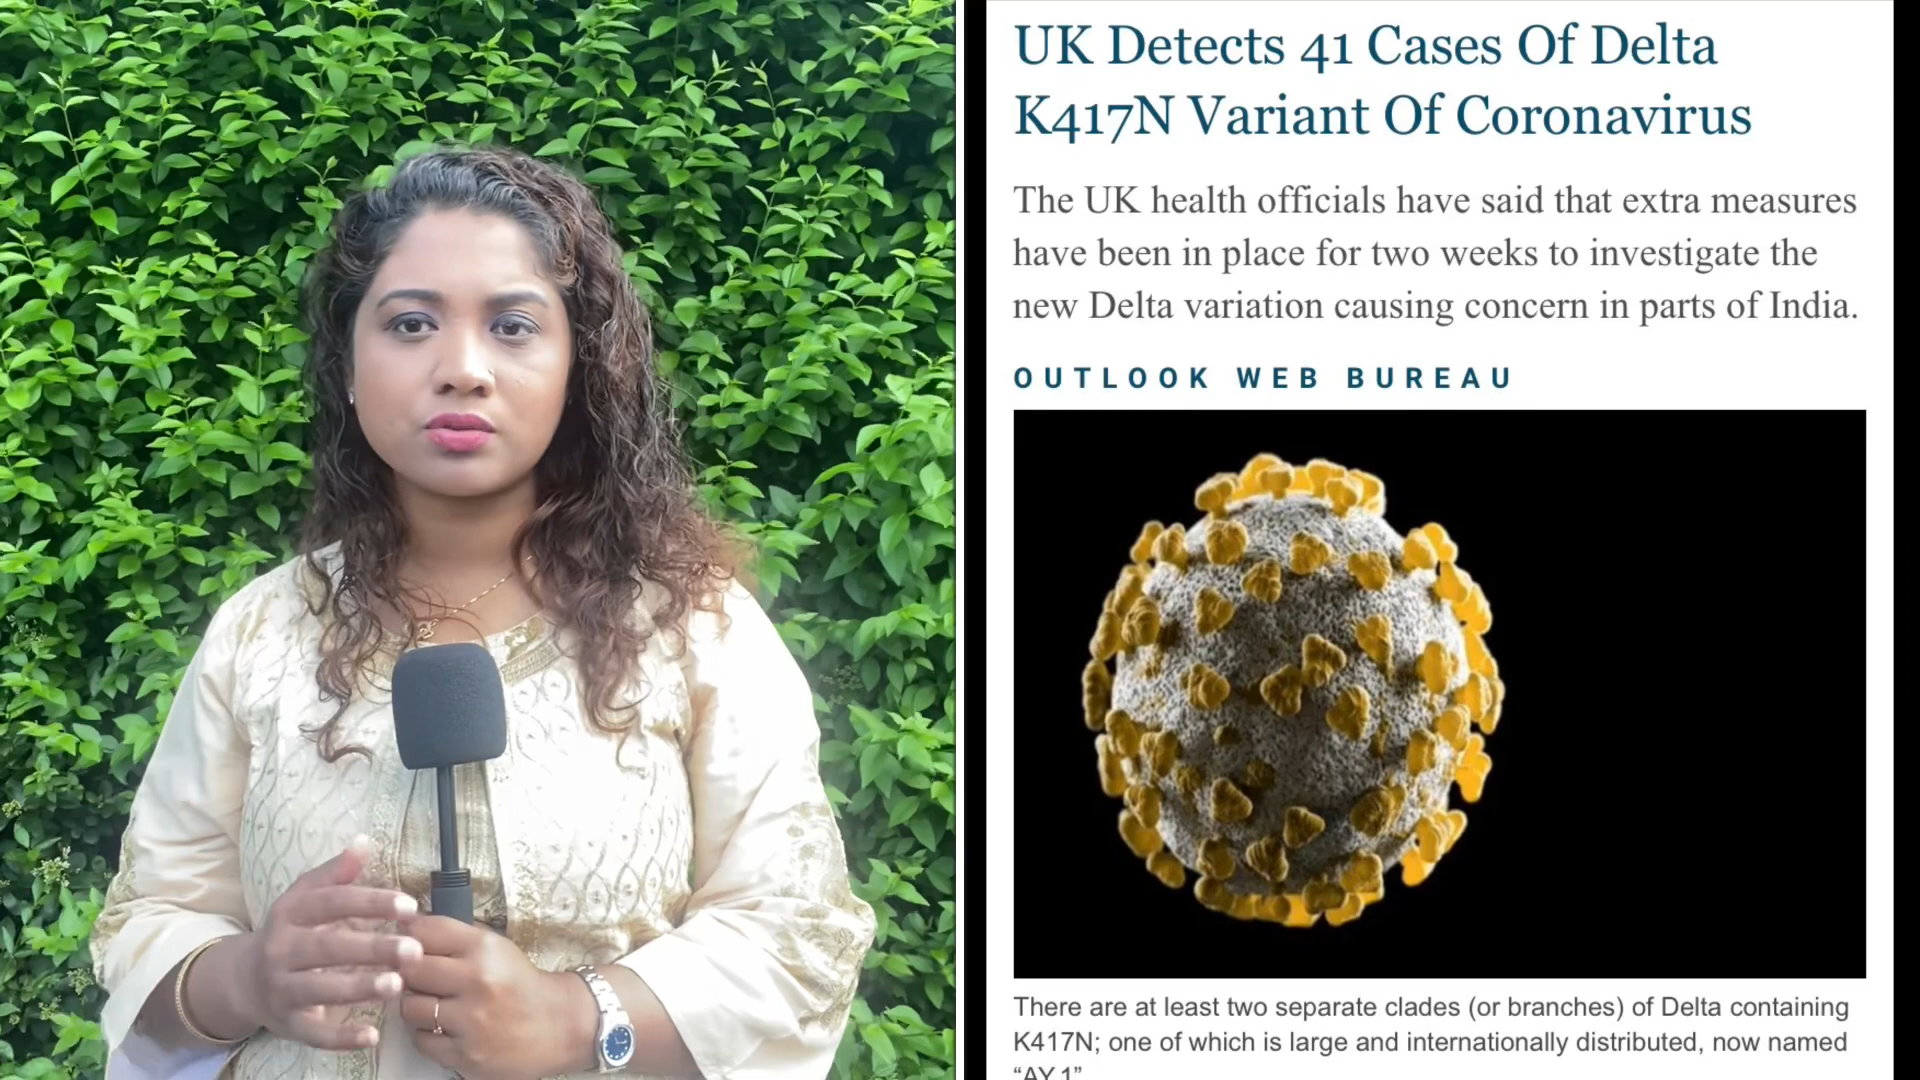 UK Detects 41 Cases Of Delta
K417N Variant Of Coronavirus
The UK health officials have said that extra measures
have been in place for two weeks to investigate the
new Delta variation causing concern in parts of India.
OUTLOOK WEB BUREAU
There are at least two separate clades (or branches) of Delta containing
K417N; one of which is large and internationally distributed, now named
“AY.1”